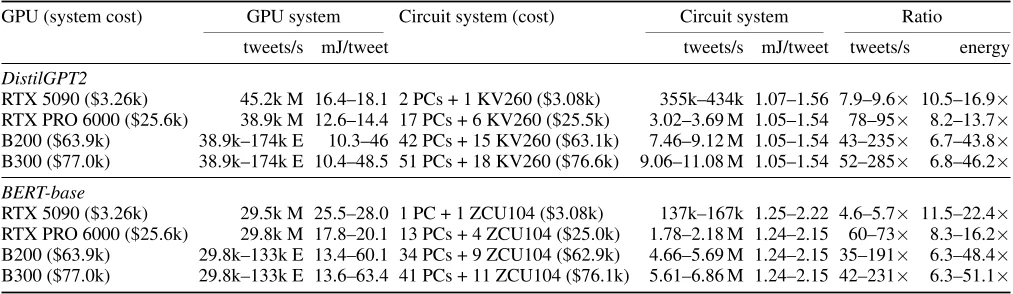 GPU (system cost) GPU system Circuit system (cost) Circuit system Ratio
tweets/s mJ/tweet tweets/s mJ/tweet tweets/s energy
DistilGPT2
RTX 5090 ($3.26k) 45.2k M 16.4–18.1 2 PCs + 1 KV260 ($3.08k) 355k–434k 1.07–1.56 7.9–9.6× 10.5–16.9×
RTX PRO 6000 ($25.6k) 38.9k M 12.6–14.4 17 PCs + 6 KV260 ($25.5k) 3.02–3.69 M 1.05–1.54 78–95× 8.2–13.7×
B200 ($63.9k) 38.9k–174k E 10.3–46 42 PCs + 15 KV260 ($63.1k) 7.46–9.12 M 1.05–1.54 43–235× 6.7–43.8×
B300 ($77.0k) 38.9k–174k E 10.4–48.5 51 PCs + 18 KV260 ($76.6k) 9.06–11.08 M 1.05–1.54 52–285× 6.8–46.2×
BERT-base
RTX 5090 ($3.26k) 29.5k M 25.5–28.0 1 PC + 1 ZCU104 ($3.08k) 137k–167k 1.25–2.22 4.6–5.7× 11.5–22.4×
RTX PRO 6000 ($25.6k) 29.8k M 17.8–20.1 13 PCs + 4 ZCU104 ($25.0k) 1.78–2.18 M 1.24–2.15 60–73× 8.3–16.2×
B200 ($63.9k) 29.8k–133k E 13.4–60.1 34 PCs + 9 ZCU104 ($62.9k) 4.66–5.69 M 1.24–2.15 35–191× 6.3–48.4×
B300 ($77.0k) 29.8k–133k E 13.6–63.4 41 PCs + 11 ZCU104 ($76.1k) 5.61–6.86 M 1.24–2.15 42–231× 6.3–51.1×